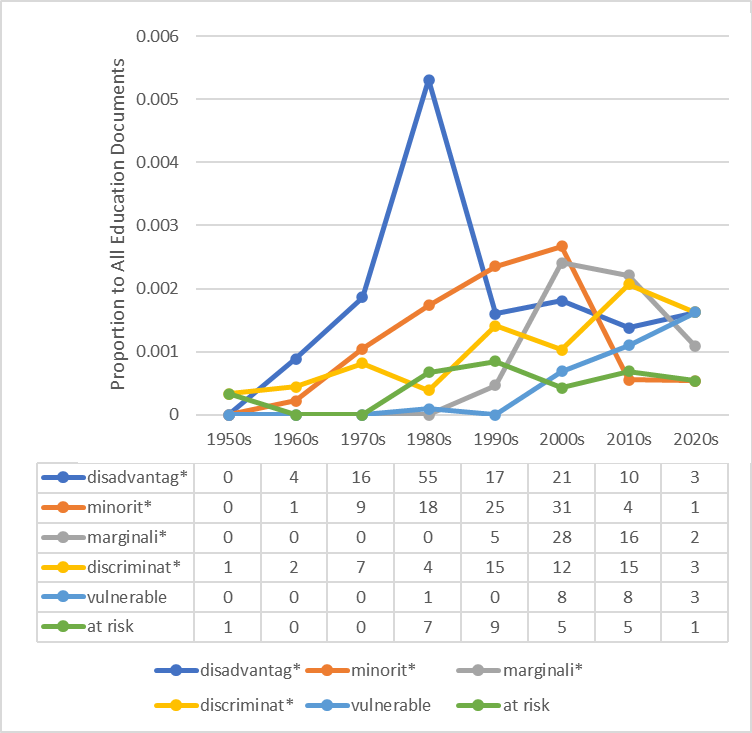 0.006
0.005
0.004
0.003
0.002
0.001
0
Proportion to All Education Documents
1950s 1960s 1970s 1980s 1990s 2000s 2010s 2020s
disadvantag* 0 4 16 55 17 21 10 3
minorit* 0 1 9 18 25 31 4 1
marginali* 0 0 0 0 5 28 16 2
discriminat* 1 2 7 4 15 12 15 3
vulnerable 0 0 0 1 0 8 8 3
at risk 1 0 0 7 9 5 5 1
disadvantag* minorit* marginali*
discriminat* vulnerable at risk